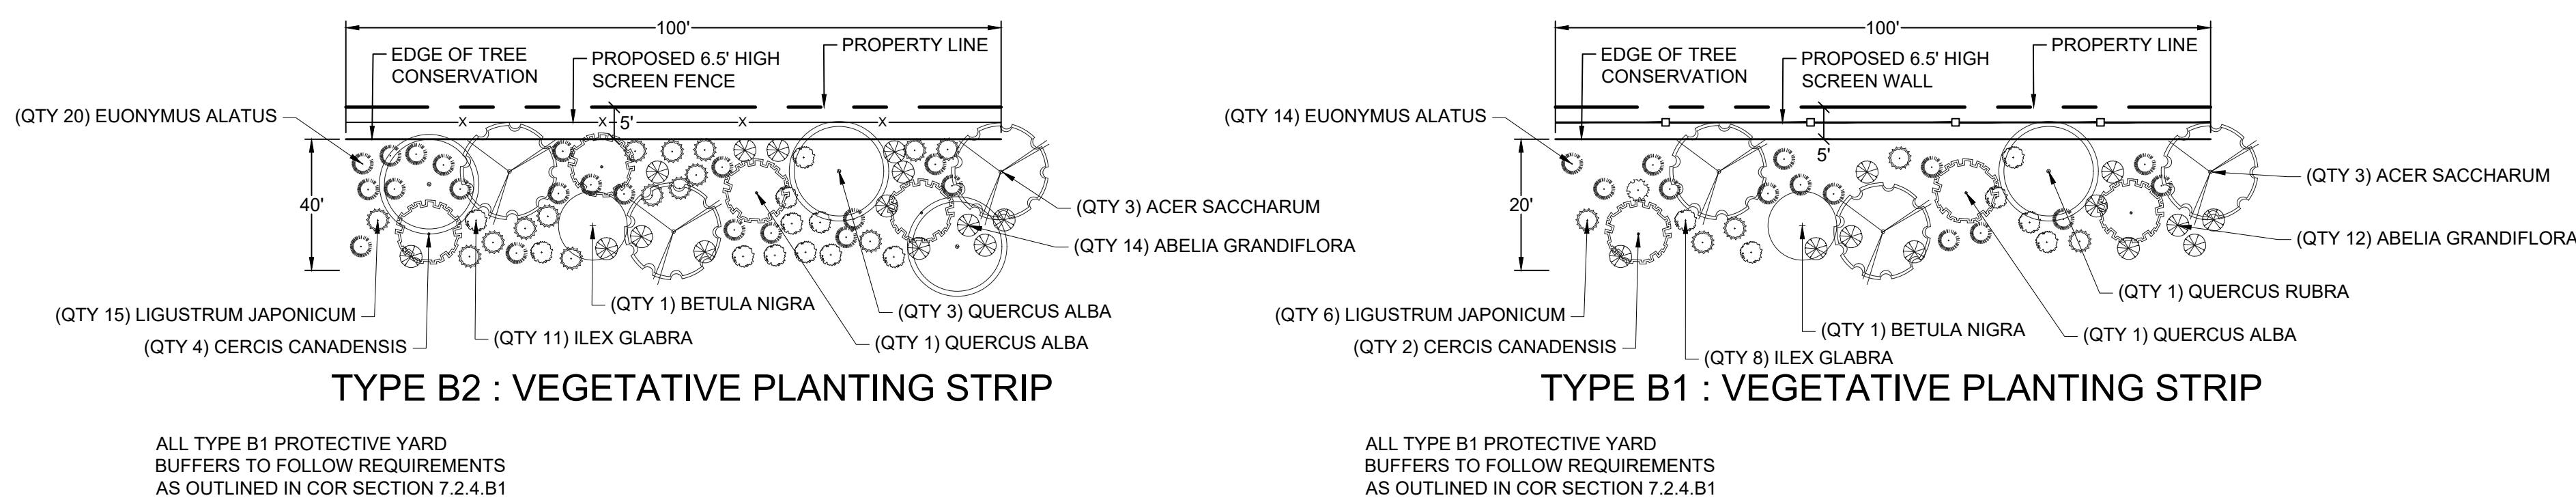 100'
EDGE OF TREE
CONSERVATION
PROPOSED 6.5' HIGH
SCREEN FENCE
PROPERTY LINE
(QTY 20) EUONYMUS ALATUS
X
X
5'
X
X
40'
(QTY 3) ACER SACCHARUM
(QTY 14) ABELIA GRANDIFLORA
(QTY 15) LIGUSTRUM JAPONICUM
(QTY 4) CERCIS CANADENSIS
(QTY 11) ILEX GLABRA
(QTY 1) BETULA NIGRA
(QTY 3) QUERCUS ALBA
(QTY 1) QUERCUS ALBA
TYPE B2 : VEGETATIVE PLANTING STRIP
ALL TYPE B1 PROTECTIVE YARD
BUFFERS TO FOLLOW REQUIREMENTS
AS OUTLINED IN COR SECTION 7.2.4.B1
100'
EDGE OF TREE
CONSERVATION
PROPOSED 6.5' HIGH
SCREEN WALL
PROPERTY LINE
(QTY 14) EUONYMUS ALATUS
5'
20'
(QTY 3) ACER SACCHARUM
(QTY 12) ABELIA GRANDIFLORA
(QTY 6) LIGUSTRUM JAPONICUM
(QTY 2) CERCIS CANADENSIS
(QTY 8) ILEX GLABRA
(QTY 1) BETULA NIGRA
(QTY 1) QUERCUS RUBRA
(QTY 1) QUERCUS ALBA
TYPE B1 : VEGETATIVE PLANTING STRIP
ALL TYPE B1 PROTECTIVE YARD
BUFFERS TO FOLLOW REQUIREMENTS
AS OUTLINED IN COR SECTION 7.2.4.B1